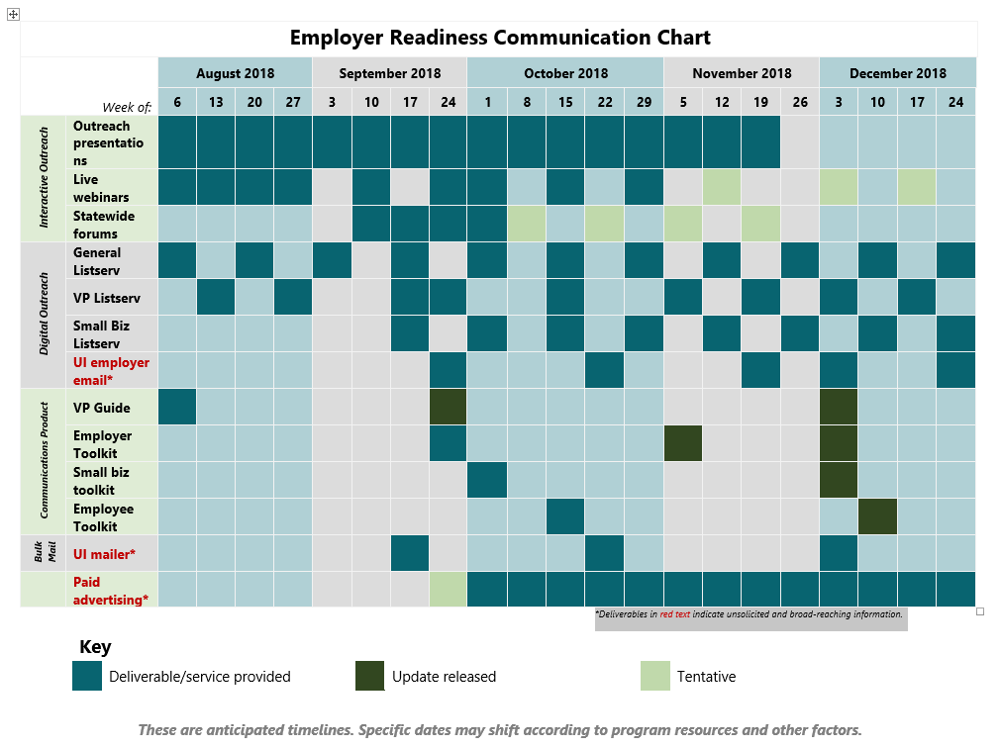 Employer Readiness Communication Chart
August 2018 September 2018 October 2018 November 2018 December 2018
Week of: 6 13 20 27 3 10 17 24 1 8 15 22 29 5 12 19 26 3 10 17 24
Interactive Outreach
Outreach
presentatio
ns
Live
webinars
Statewide
forums
Digital Outreach
General
Listserv
VP Listserv
Small Biz
Listserv
UI employer
email*
Communications Product
VP Guide
Employer
Toolkit
Small biz
toolkit
Employee
Toolkit
Bulk
Mail
UI mailer*
Paid
advertising*
*Deliverables in red text indicate unsolicited and broad-reaching information.
Key
Deliverable/service provided Update released Tentative
These are anticipated timelines. Specific dates may shift according to program resources and other factors.